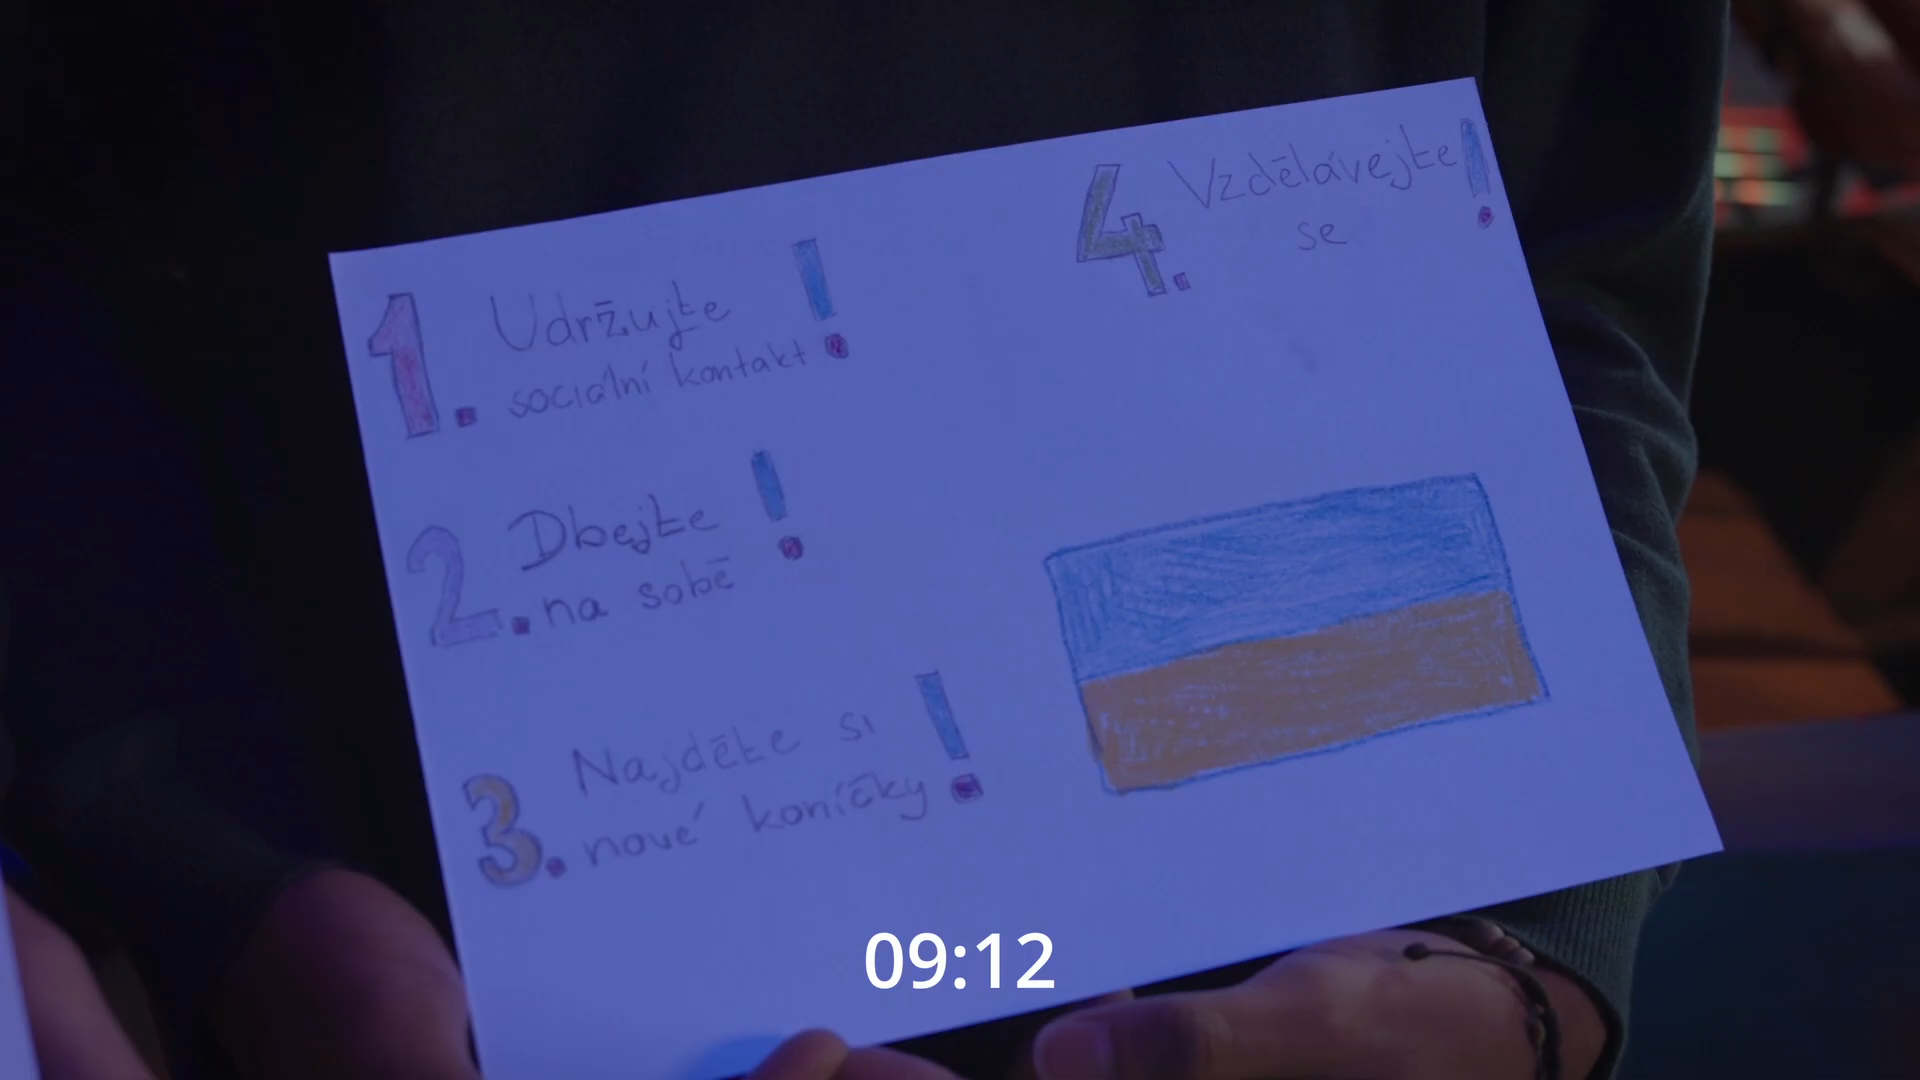 1. Udržujte !
sociální kontakt
2. Dbejte !
na sobě
3. Najděte si !
nové koníčky
4. Vzdělávejte !
se
09:12